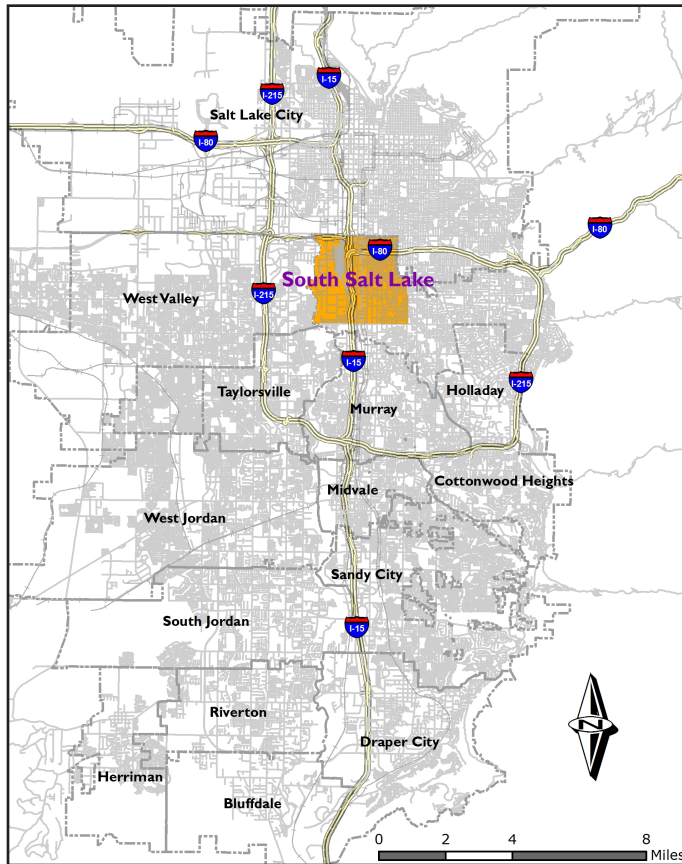 I-15
I-215
Salt Lake City
I-80
I-80
I-80
South Salt Lake
West Valley
I-215
I-15
I-215
Taylorsville
Holladay
Murray
Cottonwood Heights
Midvale
West Jordan
Sandy City
South Jordan
I-15
Riverton
N
Draper City
Herriman
Bluffdale
0 2 4 8
Miles